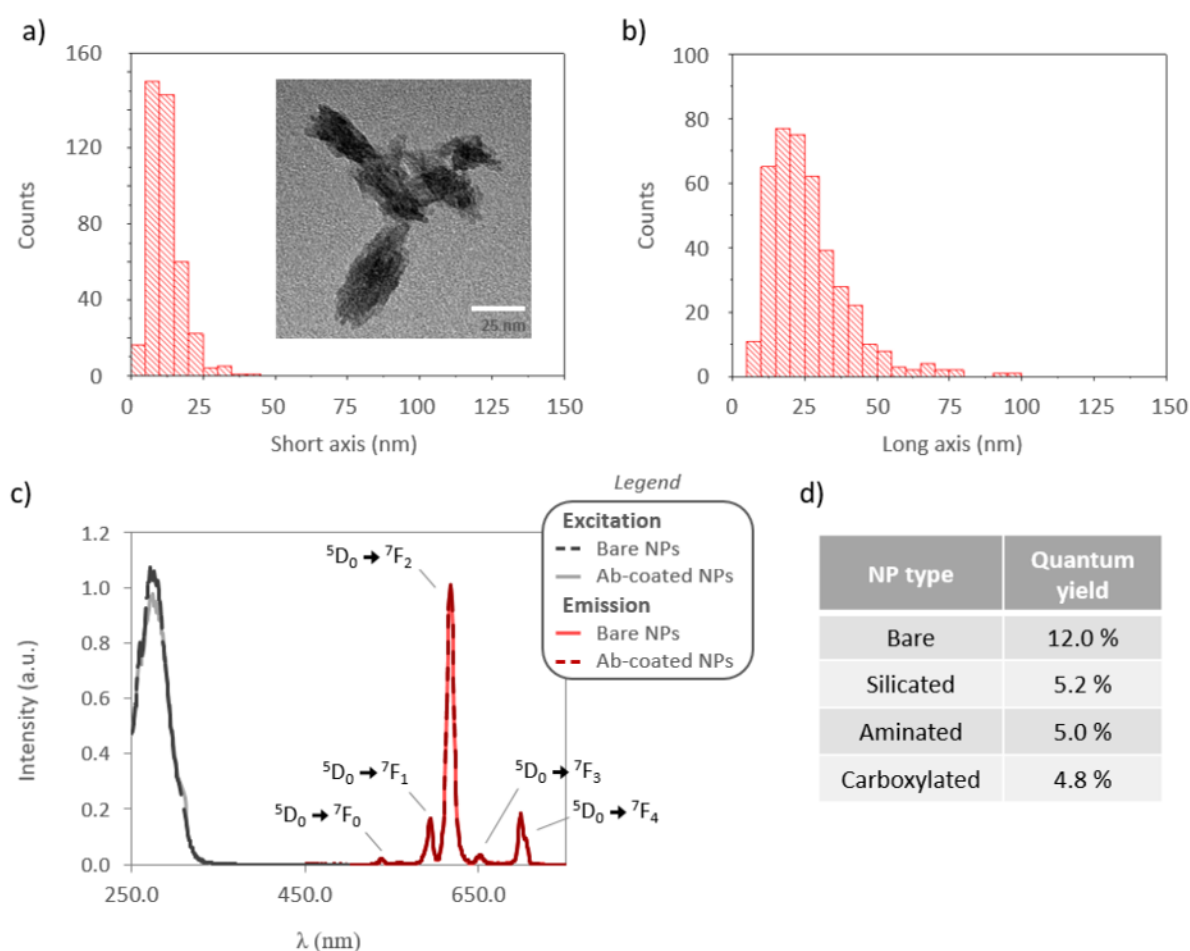 a)
160
120
80
40
0
Counts
0 25 50 75 100 125 150
Short axis (nm)
25 nm
b)
100
80
60
40
20
0
Counts
0 25 50 75 100 125 150
Long axis (nm)
c)
1.2
1.0
0.8
0.6
0.4
0.2
0.0
Intensity (a.u.)
250.0 450.0 650.0
λ (nm)
⁵D₀ → ⁷F₂
⁵D₀ → ⁷F₁
⁵D₀ → ⁷F₀
⁵D₀ → ⁷F₃
⁵D₀ → ⁷F₄
Legend
Excitation
Bare NPs
Ab-coated NPs
Emission
Bare NPs
Ab-coated NPs
d)
NP type Quantum yield
Bare 12.0 %
Silicated 5.2 %
Aminated 5.0 %
Carboxylated 4.8 %